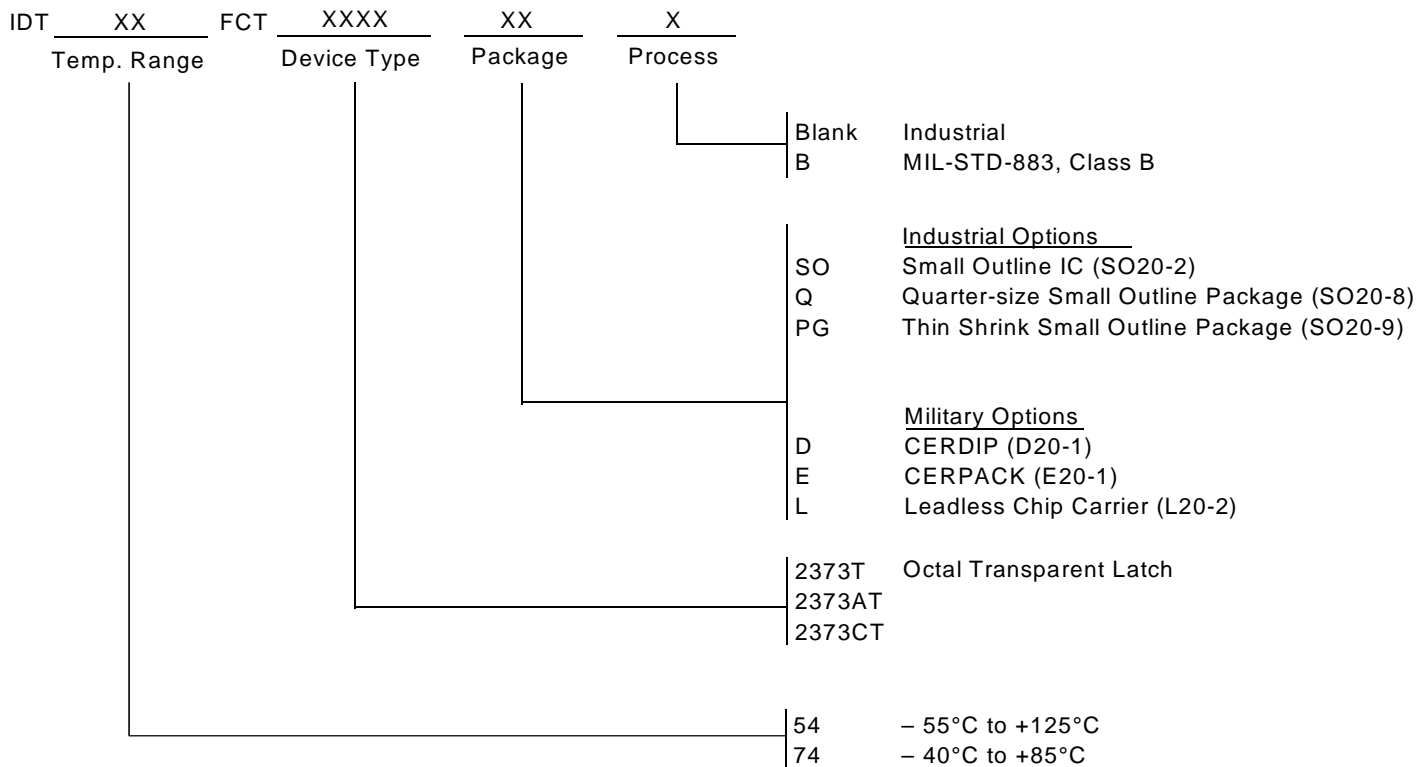 IDT XX FCT XXXX XX X
Temp. Range Device Type Package Process
Blank Industrial
B MIL-STD-883, Class B
Industrial Options
SO Small Outline IC (SO20-2)
Q Quarter-size Small Outline Package (SO20-8)
PG Thin Shrink Small Outline Package (SO20-9)
Military Options
D CERDIP (D20-1)
E CERPACK (E20-1)
L Leadless Chip Carrier (L20-2)
2373T Octal Transparent Latch
2373AT
2373CT
54 – 55°C to +125°C
74 – 40°C to +85°C